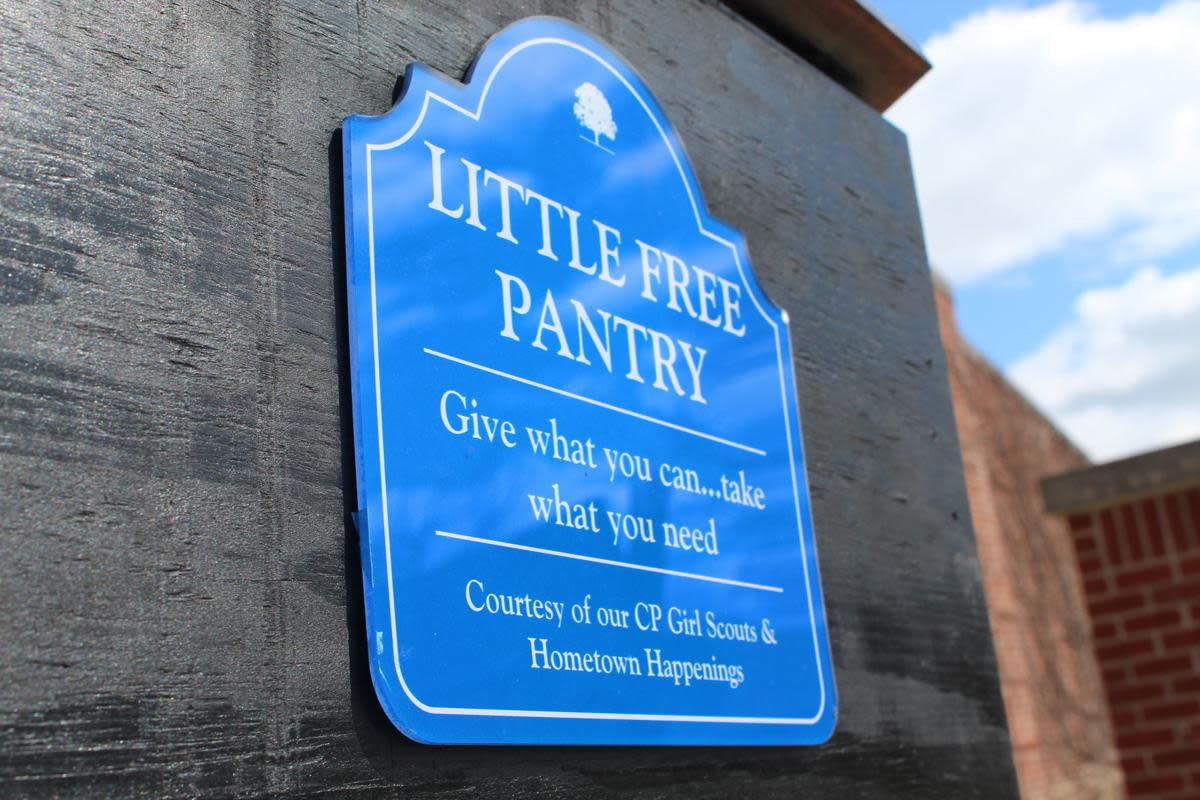 LITTLE FREE
PANTRY
Give what you can...take
what you need
Courtesy of our CP Girl Scouts &
Hometown Happenings